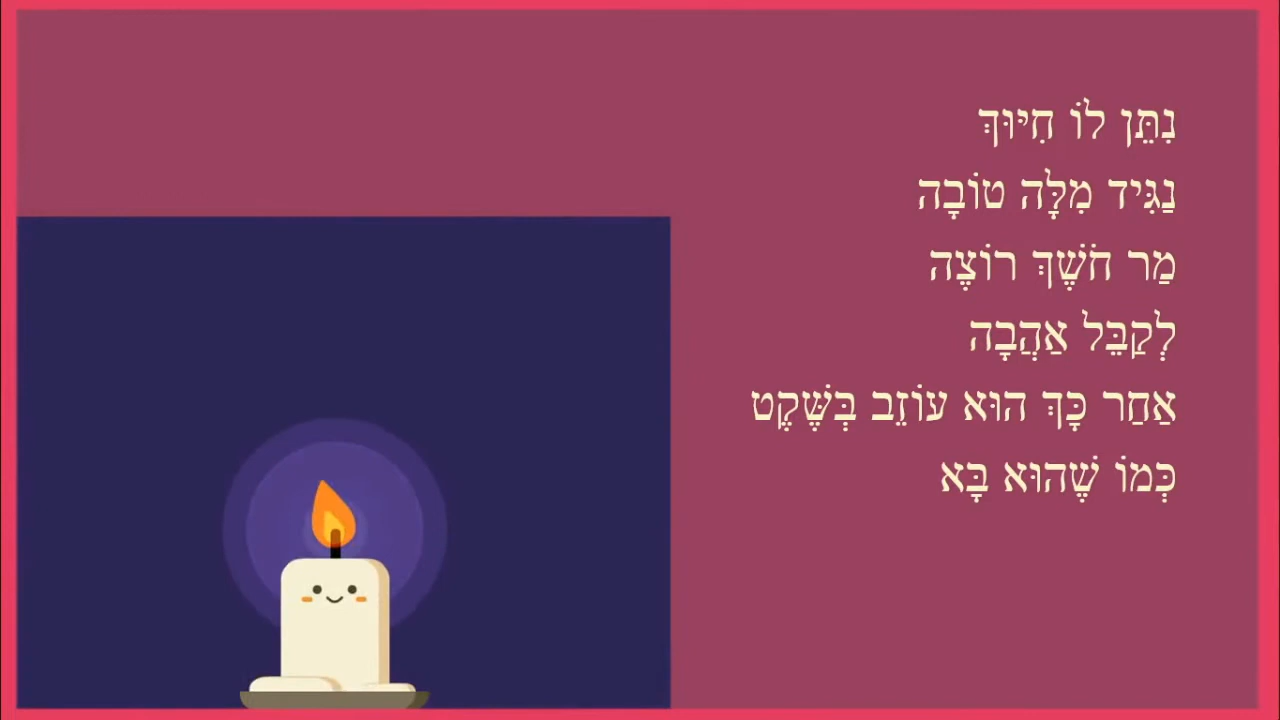 נִתֵּן לוֹ חִיּוּךְ
נַגִּיד מִלָּה טוֹבָה
מַר חֹשֶׁךְ רוֹצֶה
לְקַבֵּל אַהֲבָה
אַחַר כָּךְ הוּא עוֹזֵב בְּשֶּׁקֶט
כְּמוֹ שֶׁהוּא בָּא